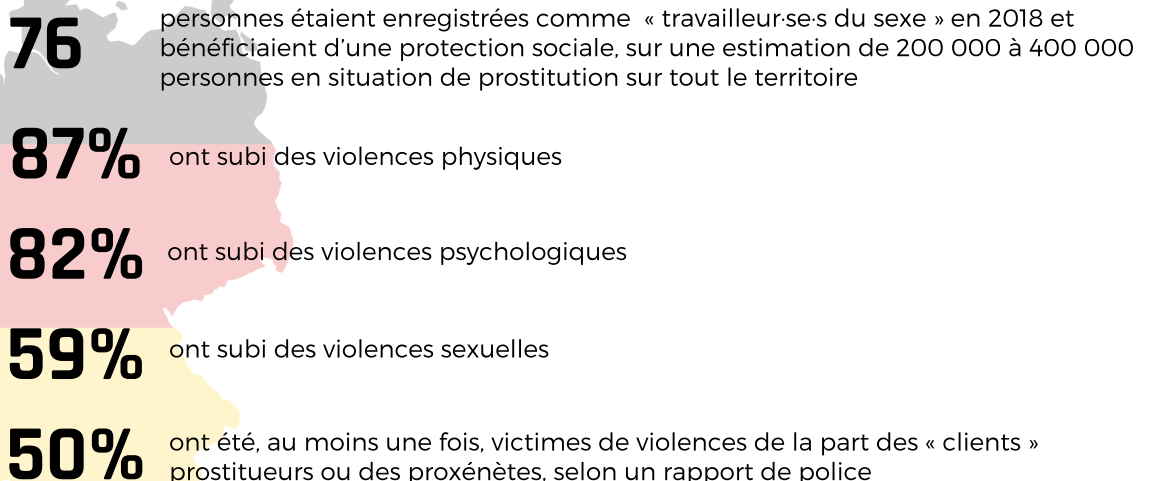 76
personnes étaient enregistrées comme « travailleur·se·s du sexe » en 2018 et
bénéficiaient d'une protection sociale, sur une estimation de 200 000 à 400 000
personnes en situation de prostitution sur tout le territoire
87% ont subi des violences physiques
82% ont subi des violences psychologiques
59% ont subi des violences sexuelles
50% ont été, au moins une fois, victimes de violences de la part des « clients »
prostitueurs ou des proxénètes, selon un rapport de police